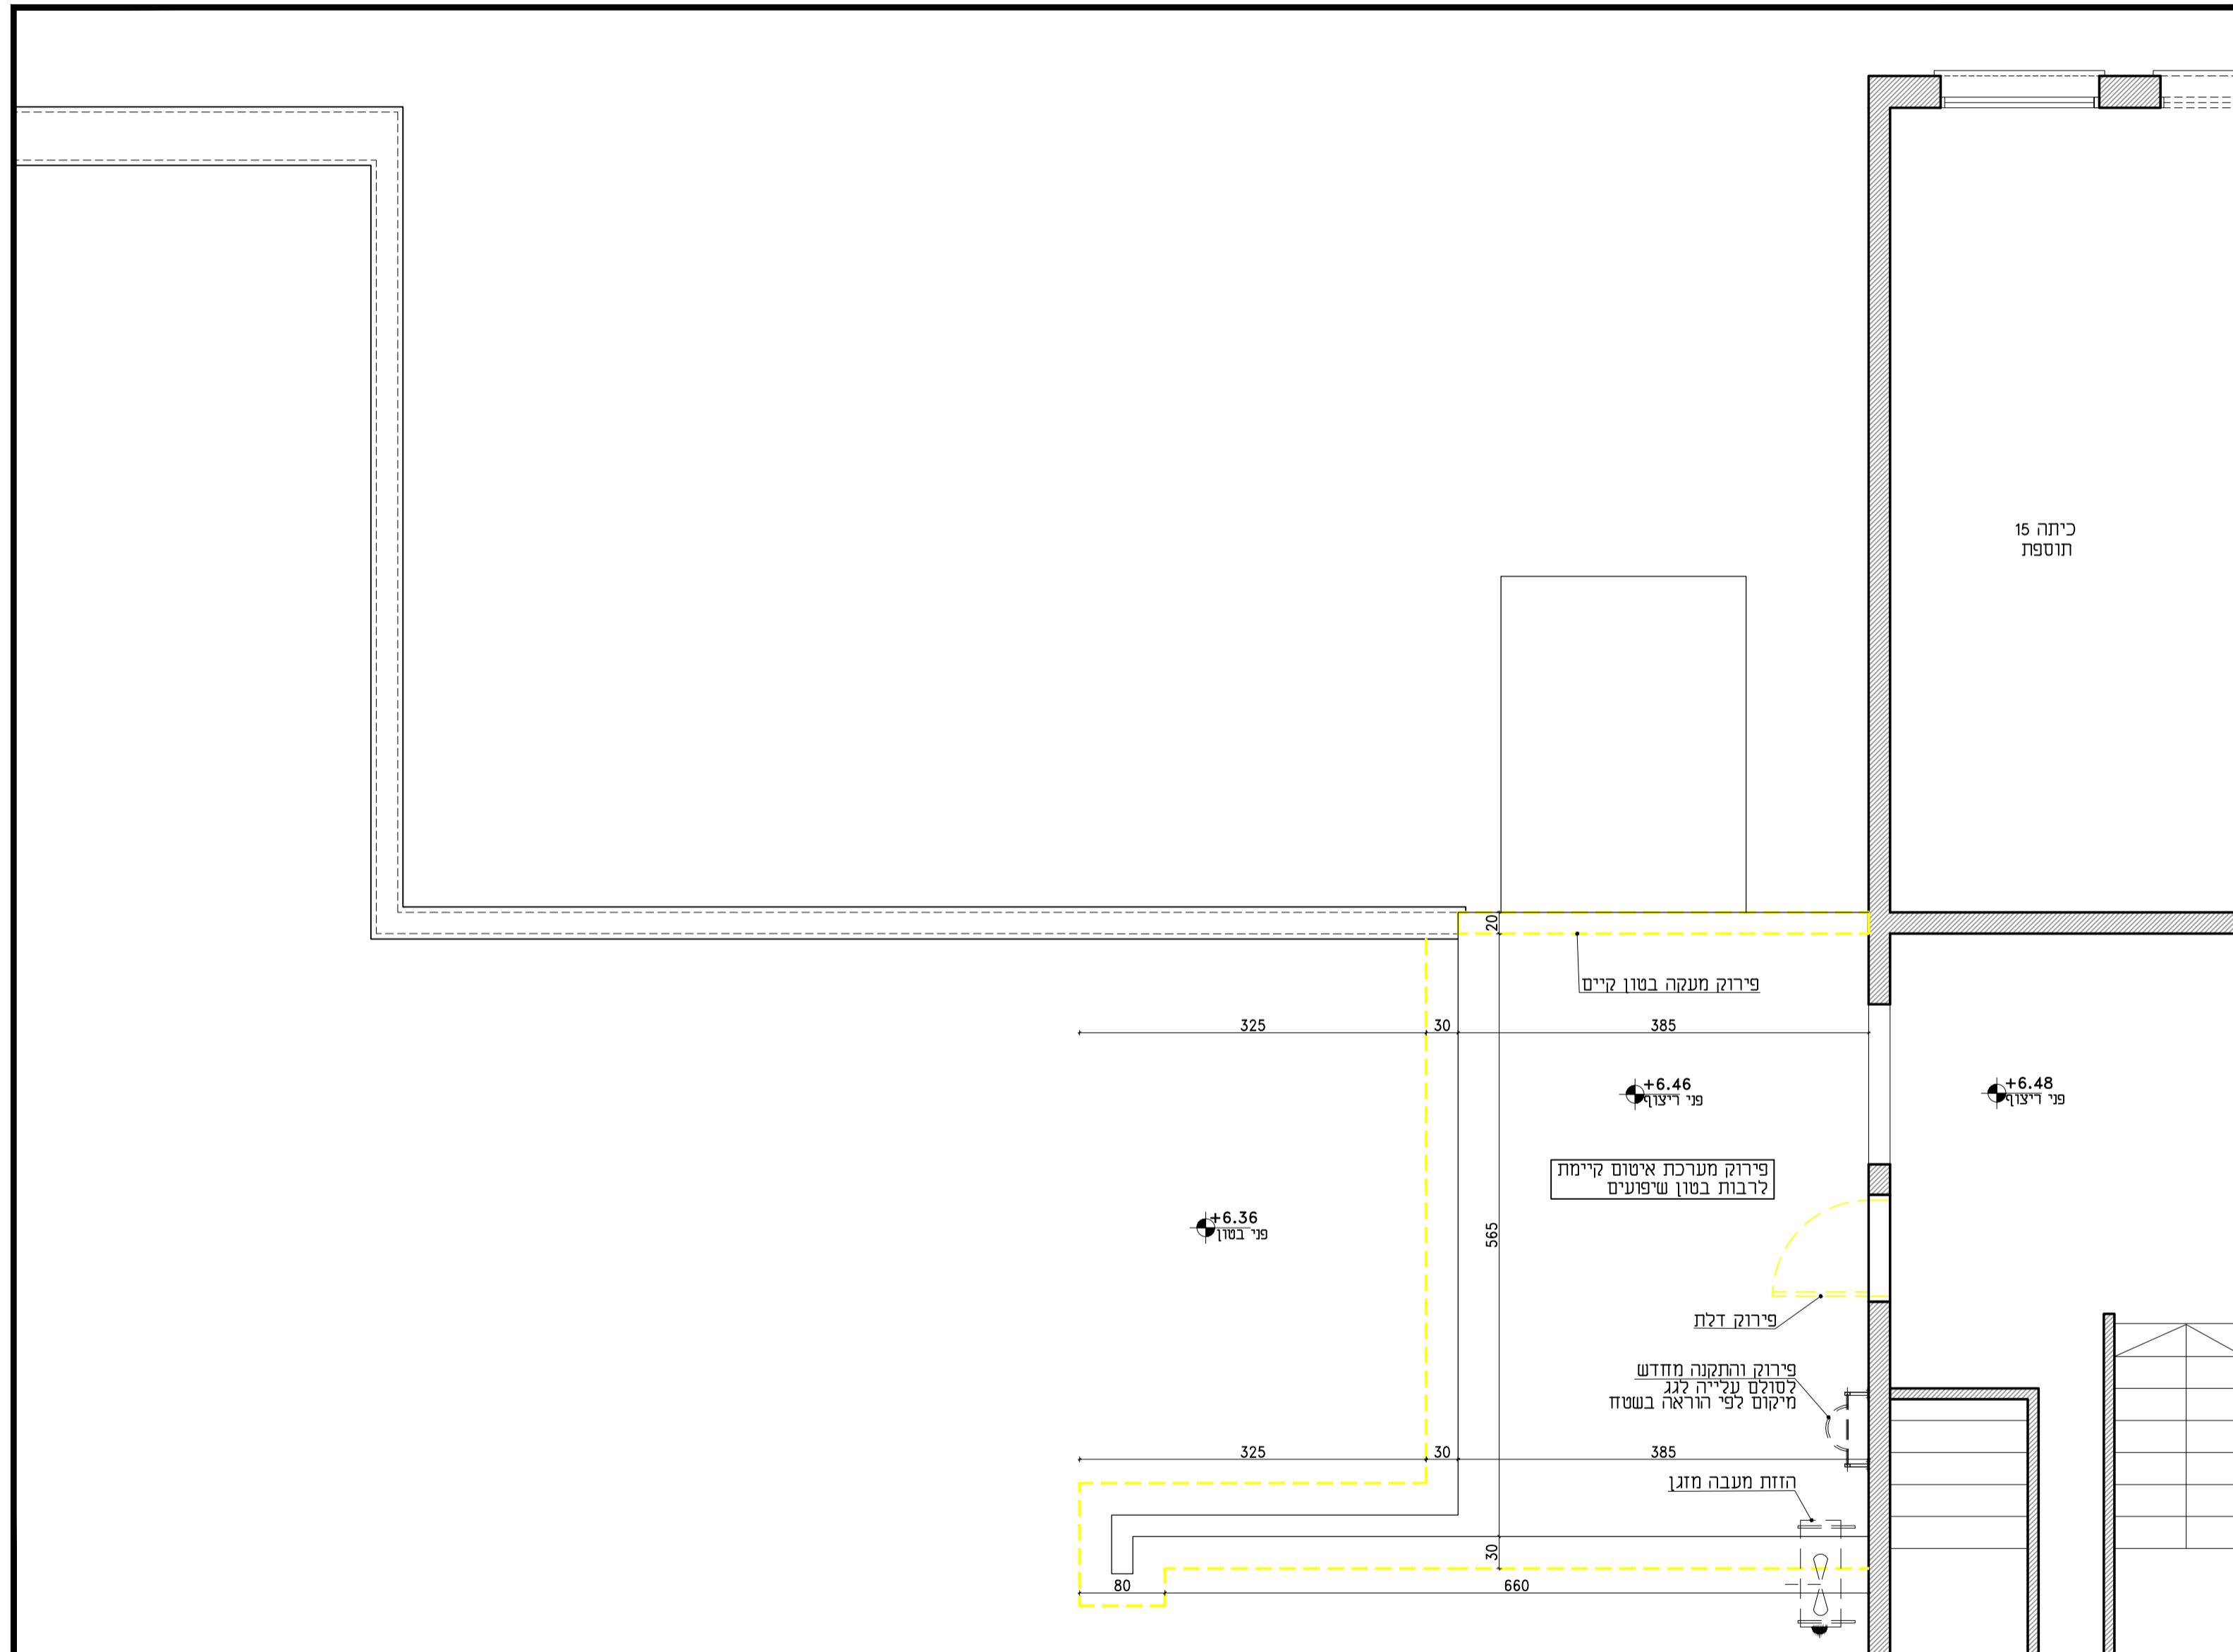 כיתה 15
תוספת
20
פירוק מעקה בטון קיים
325
30
385
+6.46
פני ריצוף
+6.48
פני ריצוף
פירוק מערכת איטום קיימת
לרבות בטון שיפועים
+6.36
פני בטון
565
פירוק דלת
פירוק והתקנה מחדש
לסולם עלייה לגג
מיקום לפי הוראה בשטח
325
30
385
הזזת מעבה מזגן
30
80
660